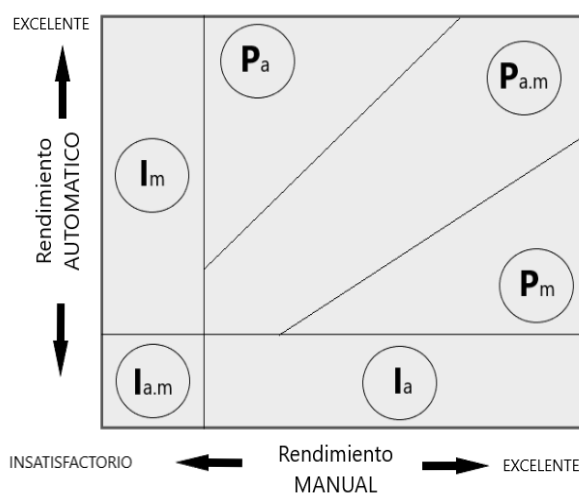 EXCELENTE
Rendimiento
AUTOMATICO
Pa
Pa.m
Im
Pm
Ia.m
Ia
INSATISFACTORIO
Rendimiento
MANUAL
EXCELENTE